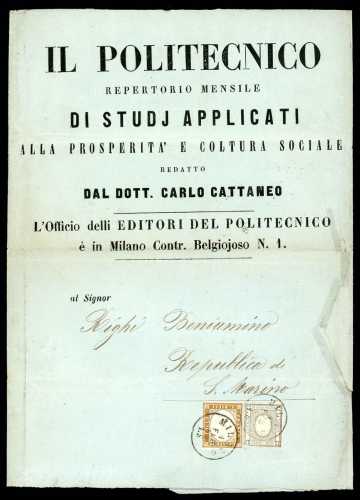 IL POLITECNICO
REPERTORIO MENSILE
DI STUDJ APPLICATI
ALLA PROSPERITA' E COLTURA SOCIALE
REDATTO
DAL DOTT. CARLO CATTANEO
L'Officio delli EDITORI DEL POLITECNICO
è in Milano Contr. Belgiojoso N. 1.
al Signor
Righi Beniamino
Republica di
S. Marino